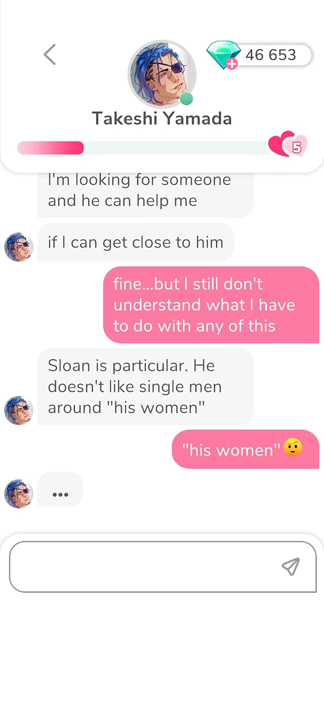 46 653
Takeshi Yamada
5
I'm looking for someone
and he can help me
if I can get close to him
fine...but I still don't
understand what I have
to do with any of this
Sloan is particular. He
doesn't like single men
around "his women"
"his women"🤨
...